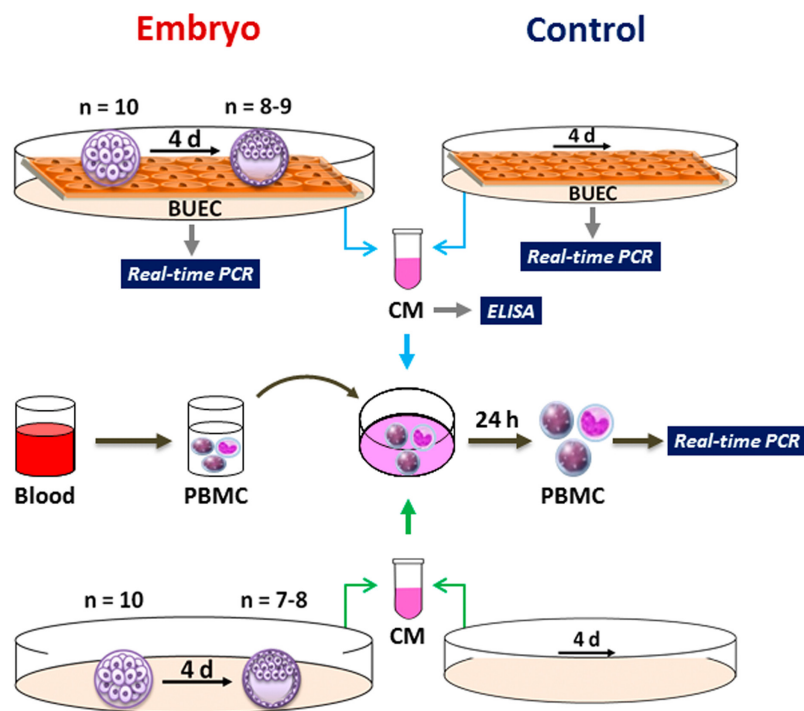 Embryo
Control
n = 10
n = 8-9
4 d
4 d
BUEC
BUEC
Real-time PCR
Real-time PCR
CM
ELISA
24 h
Real-time PCR
Blood
PBMC
PBMC
n = 10
n = 7-8
CM
4 d
4 d